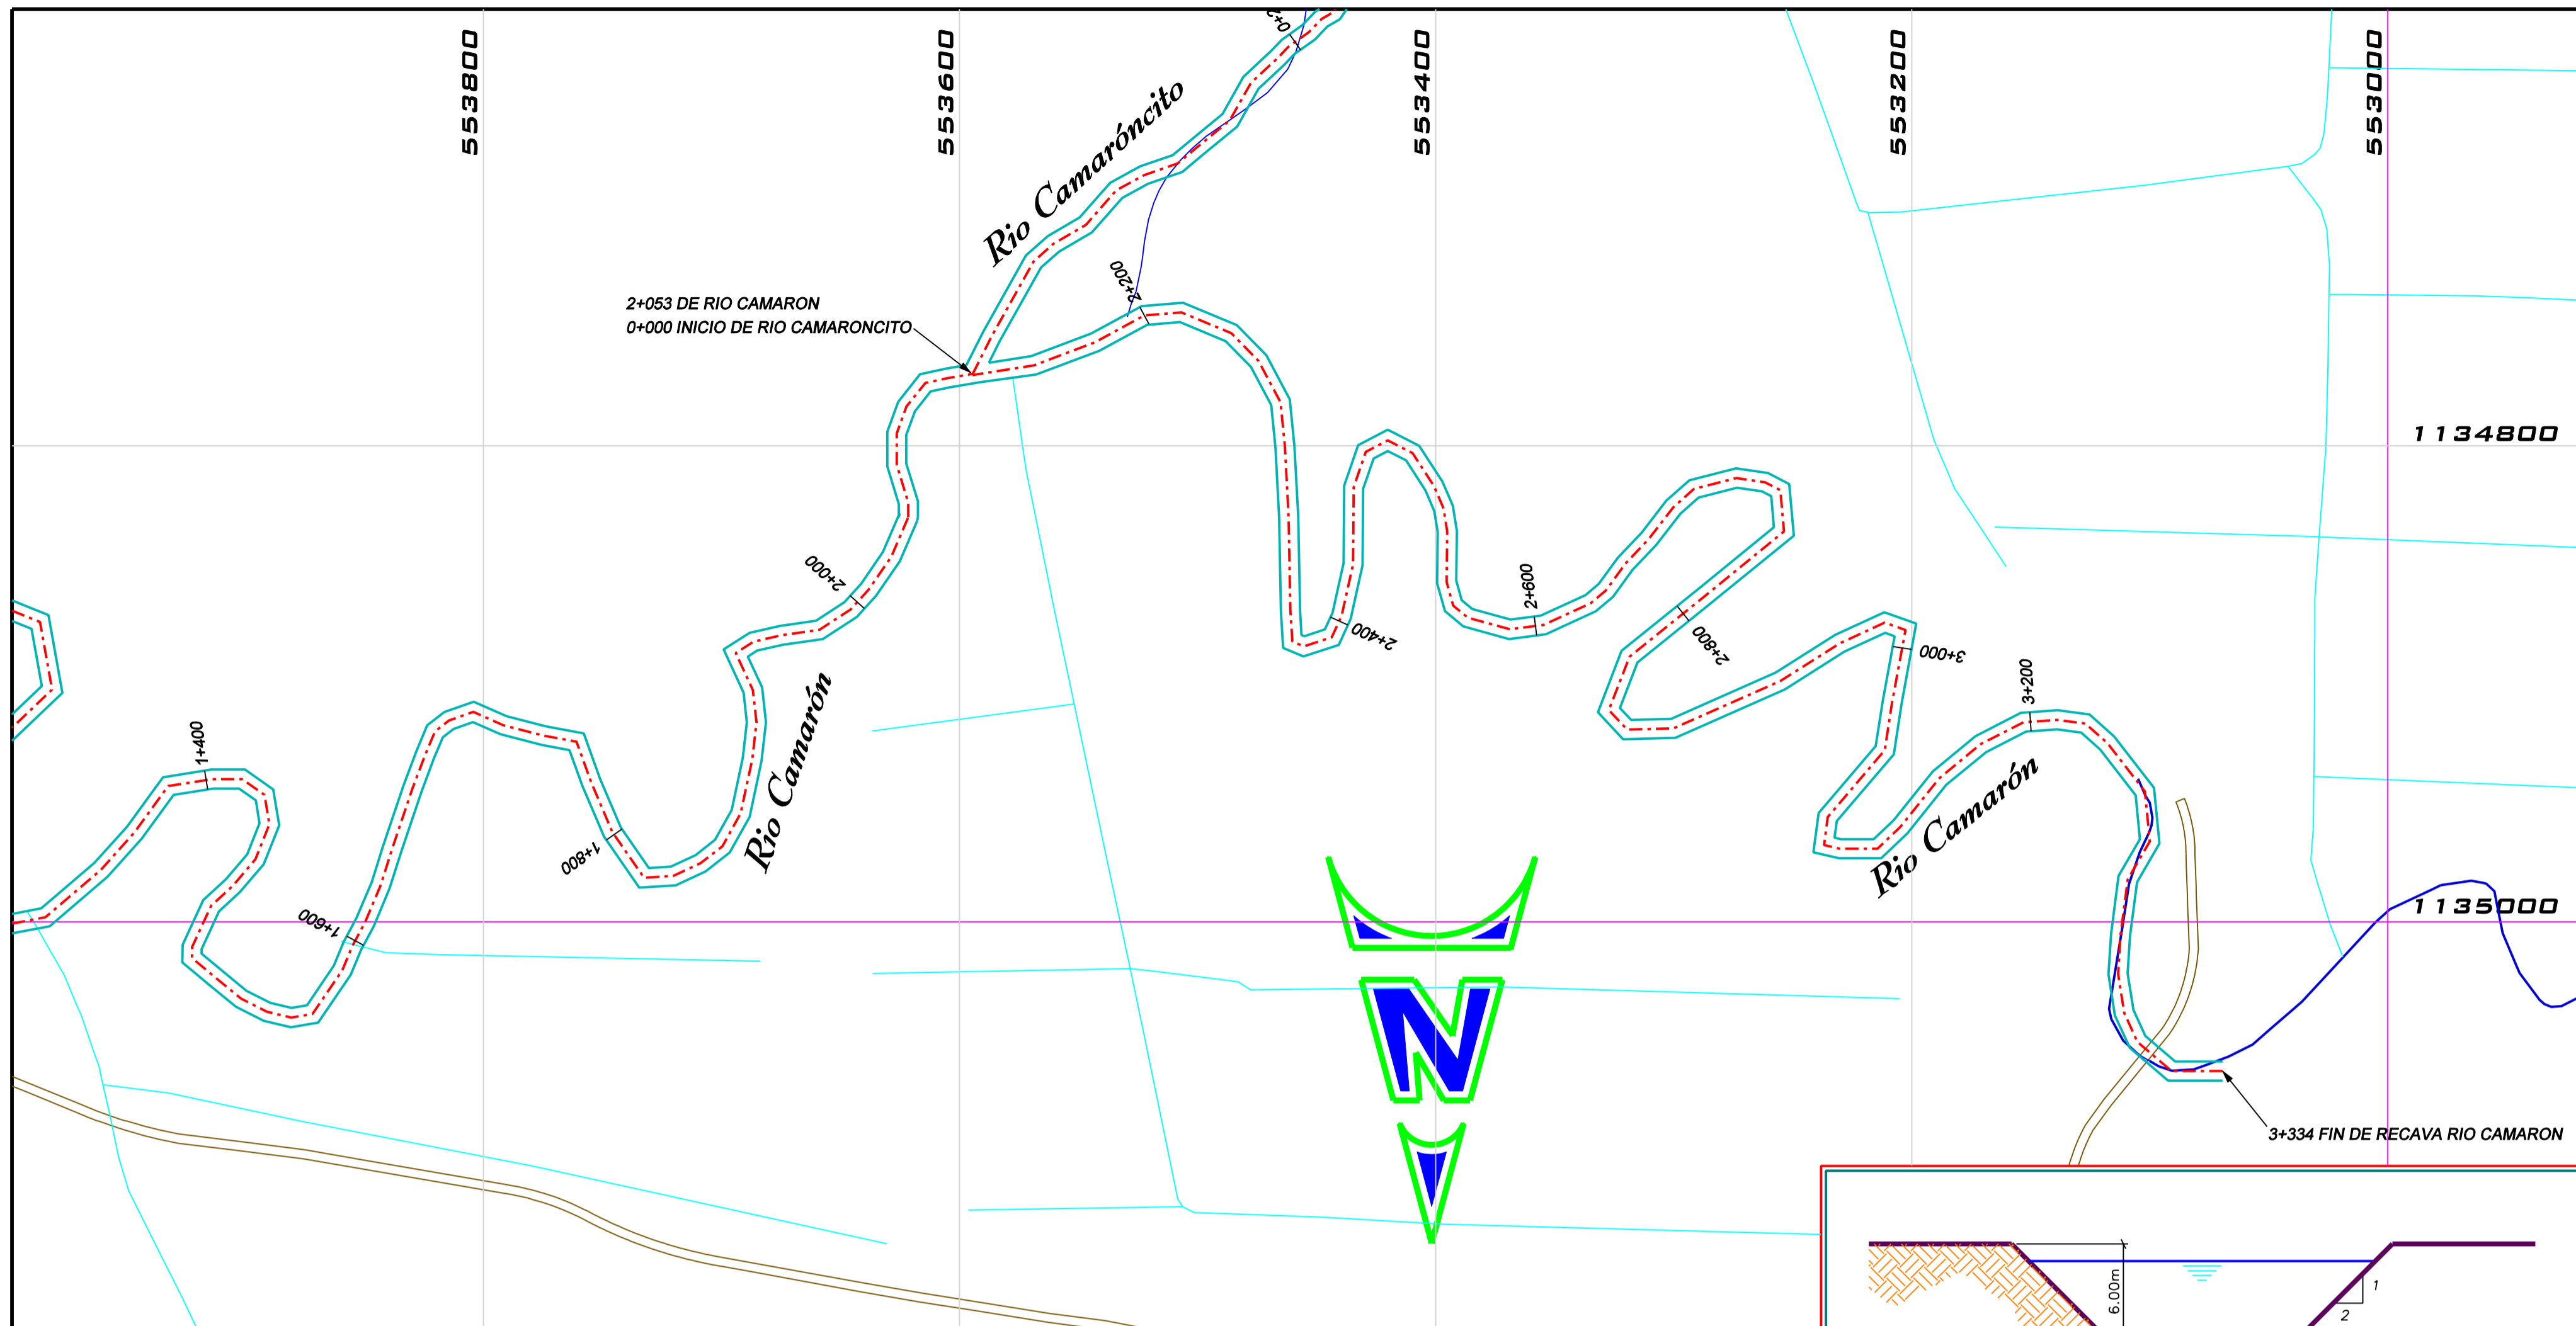 553800
553600
553400
553200
553000
Rio Camaróncito
2+200
2+053 DE RIO CAMARON
0+000 INICIO DE RIO CAMARONCITO
1134800
2+000
2+400
2+600
2+800
3+000
3+200
1+400
1+600
1+800
Rio Camarón
Rio Camarón
1135000
N
3+334 FIN DE RECAVA RIO CAMARON
6.00m
1
2